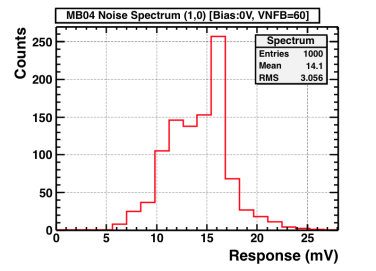 MB04 Noise Spectrum (1,0) [Bias:0V, VNFB=60]
Counts
Spectrum
Entries 1000
Mean 14.1
RMS 3.056
250
200
150
100
50
0
0 5 10 15 20 25
Response (mV)